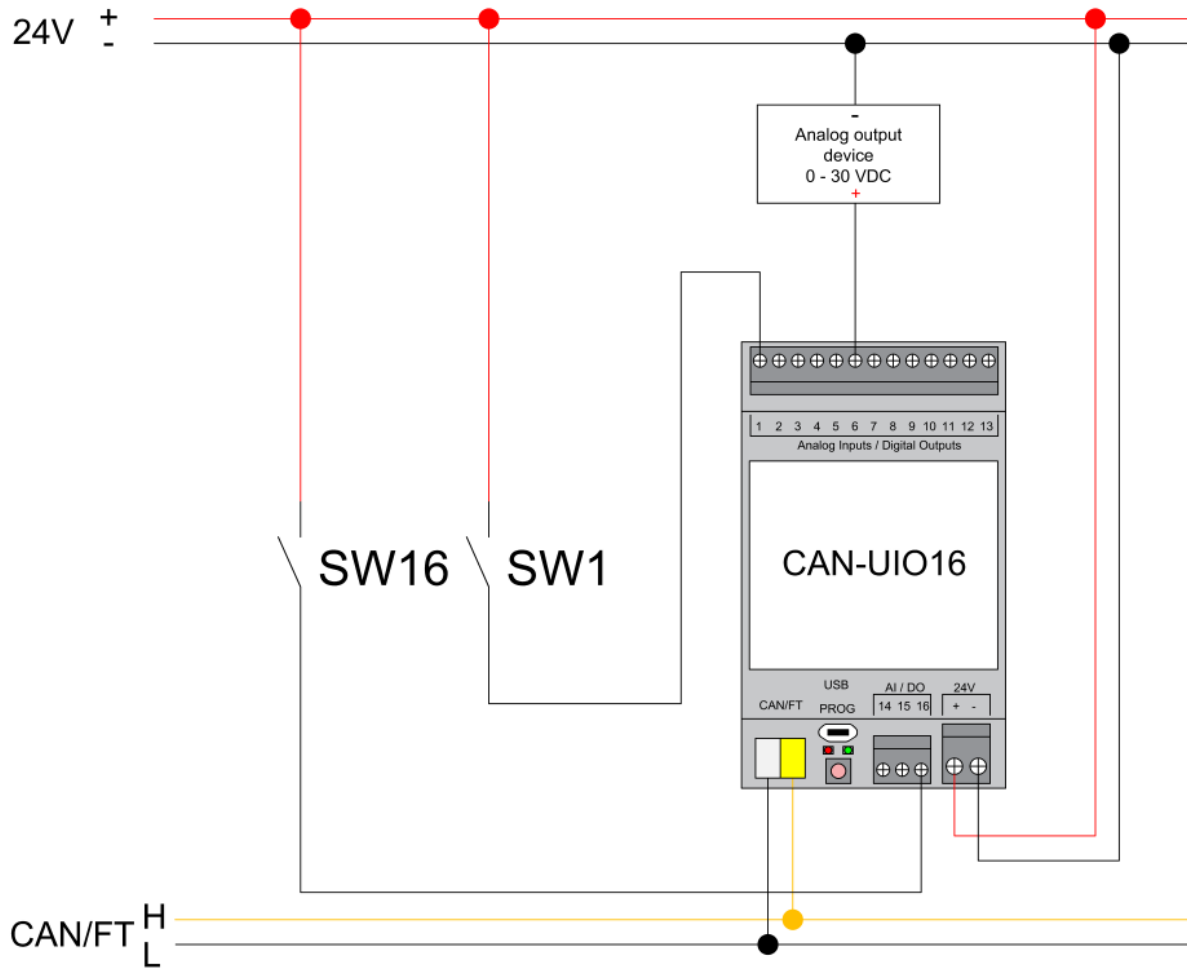 24V + -
-
Analog output
device
0 - 30 VDC
+
1 2 3 4 5 6 7 8 9 10 11 12 13
Analog Inputs / Digital Outputs
SW16
SW1
CAN-UIO16
USB
AI / DO
24V
CAN/FT
PROG
14 15 16
+ -
CAN/FT H
L